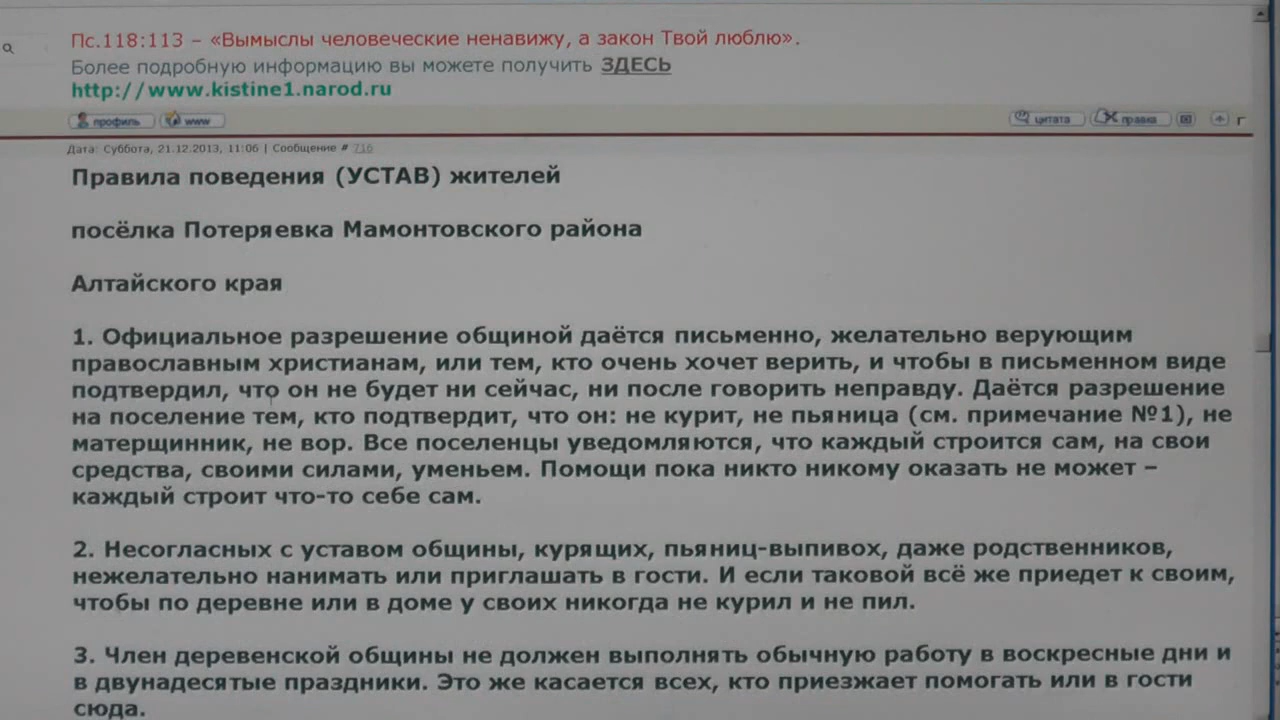 Пс.118:113 – «Вымыслы человеческие ненавижу, а закон Твой люблю».
Более подробную информацию вы можете получить ЗДЕСЬ
http://www.kistine1.narod.ru
профиль www цитата правка
Дата: Суббота, 21.12.2013, 11:06 | Сообщение # 716
Правила поведения (УСТАВ) жителей
посёлка Потеряевка Мамонтовского района
Алтайского края
1. Официальное разрешение общиной даётся письменно, желательно верующим
православным христианам, или тем, кто очень хочет верить, и чтобы в письменном виде
подтвердил, что он не будет ни сейчас, ни после говорить неправду. Даётся разрешение
на поселение тем, кто подтвердит, что он: не курит, не пьяница (см. примечание №1), не
матерщинник, не вор. Все поселенцы уведомляются, что каждый строится сам, на свои
средства, своими силами, уменьем. Помощи пока никто никому оказать не может –
каждый строит что-то себе сам.
2. Несогласных с уставом общины, курящих, пьяниц-выпивох, даже родственников,
нежелательно нанимать или приглашать в гости. И если таковой всё же приедет к своим,
чтобы по деревне или в доме у своих никогда не курил и не пил.
3. Член деревенской общины не должен выполнять обычную работу в воскресные дни и
в двунадесятые праздники. Это же касается всех, кто приезжает помогать или в гости
сюда.